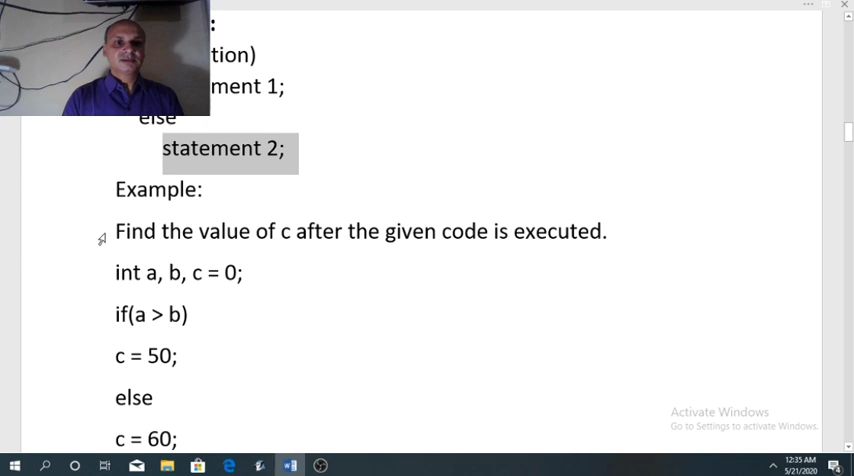 :
tion)
ment 1;
else
statement 2;
Example:
Find the value of c after the given code is executed.
int a, b, c = 0;
if(a > b)
c = 50;
else
c = 60;
Activate Windows
Go to Settings to activate Windows.
12:35 AM
5/21/2020